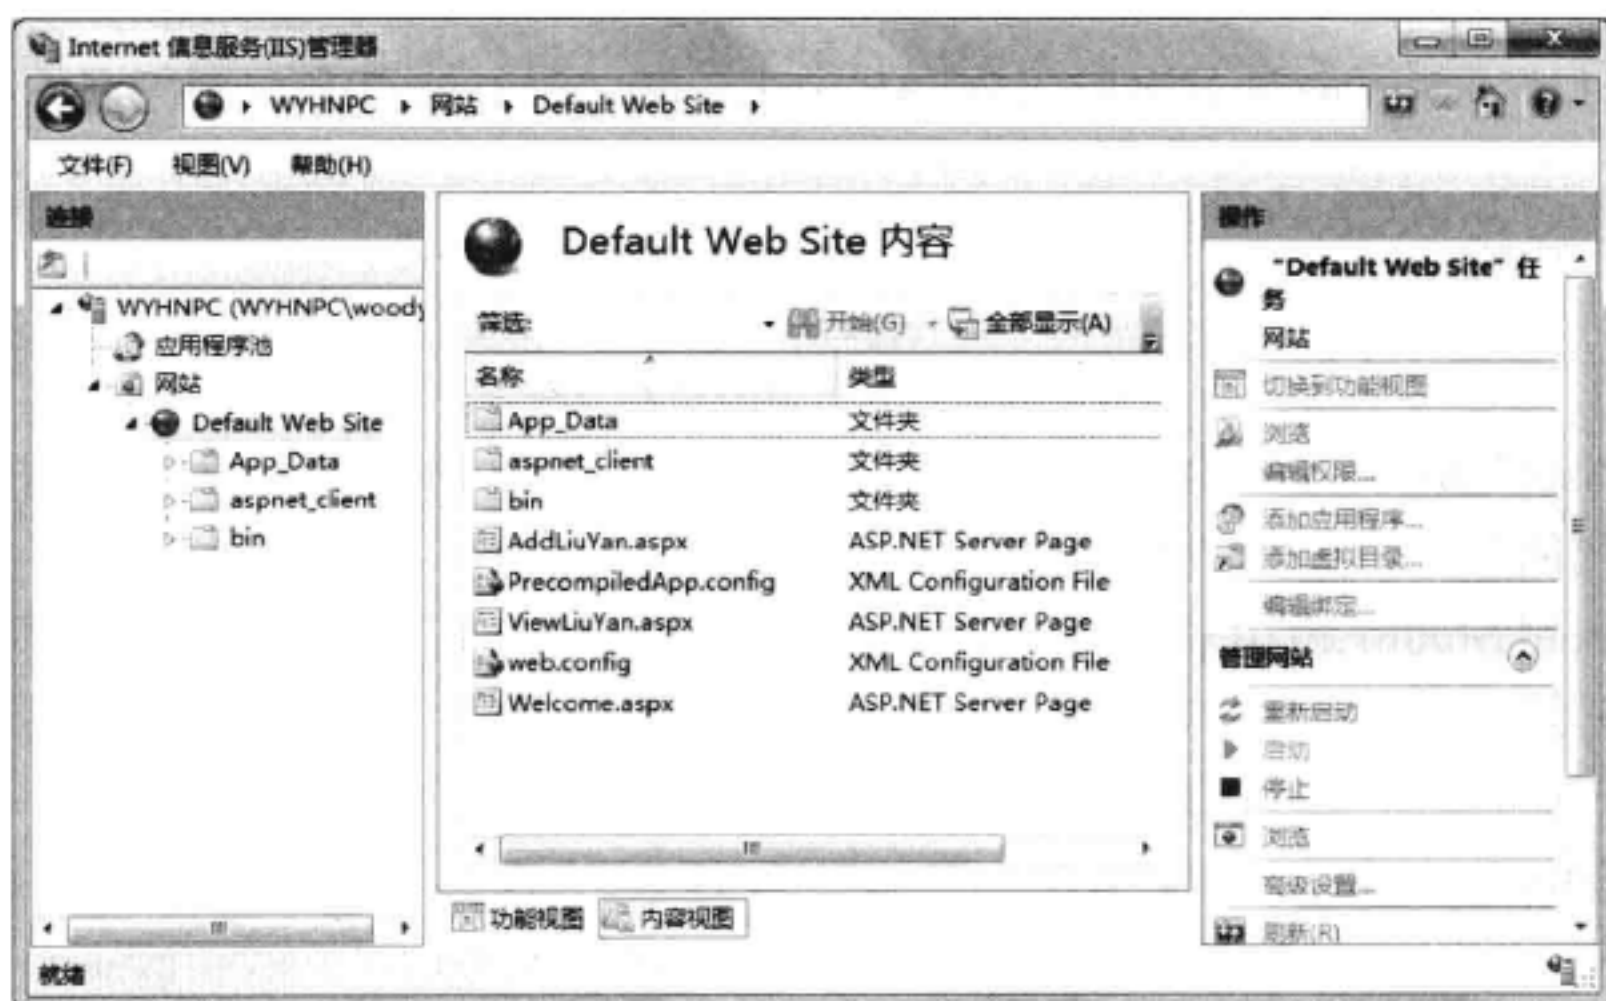 Internet 信息服务(IIS)管理器
WYHNPC 网站 Default Web Site
文件(F) 视图(V) 帮助(H)
连接
WYHNPC (WYHNPC\woody
应用程序池
网站
Default Web Site
App_Data
aspnet_client
bin
Default Web Site 内容
筛选: 开始(G) 全部显示(A)
名称 类型
App_Data 文件夹
aspnet_client 文件夹
bin 文件夹
AddLiuYan.aspx ASP.NET Server Page
PrecompiledApp.config XML Configuration File
ViewLiuYan.aspx ASP.NET Server Page
web.config XML Configuration File
Welcome.aspx ASP.NET Server Page
功能视图 内容视图
操作
"Default Web Site" 任
务
网站
切换到功能视图
浏览
编辑权限...
添加应用程序...
添加虚拟目录...
编辑绑定...
管理网站
重新启动
启动
停止
浏览
高级设置...
刷新(R)
就绪